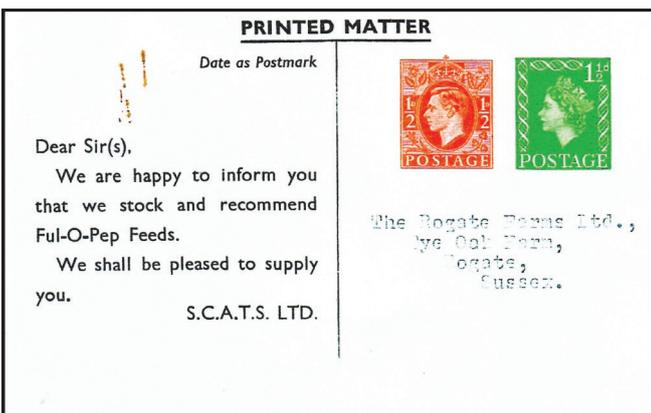 PRINTED MATTER
Date as Postmark
Dear Sir(s),
We are happy to inform you
that we stock and recommend
Ful-O-Pep Feeds.
We shall be pleased to supply
you.
S.C.A.T.S. LTD.
1/2 1/2
POSTAGE
1½d
POSTAGE
The Rogate Farms Ltd.,
Oak Farm,
Rogate,
Sussex.